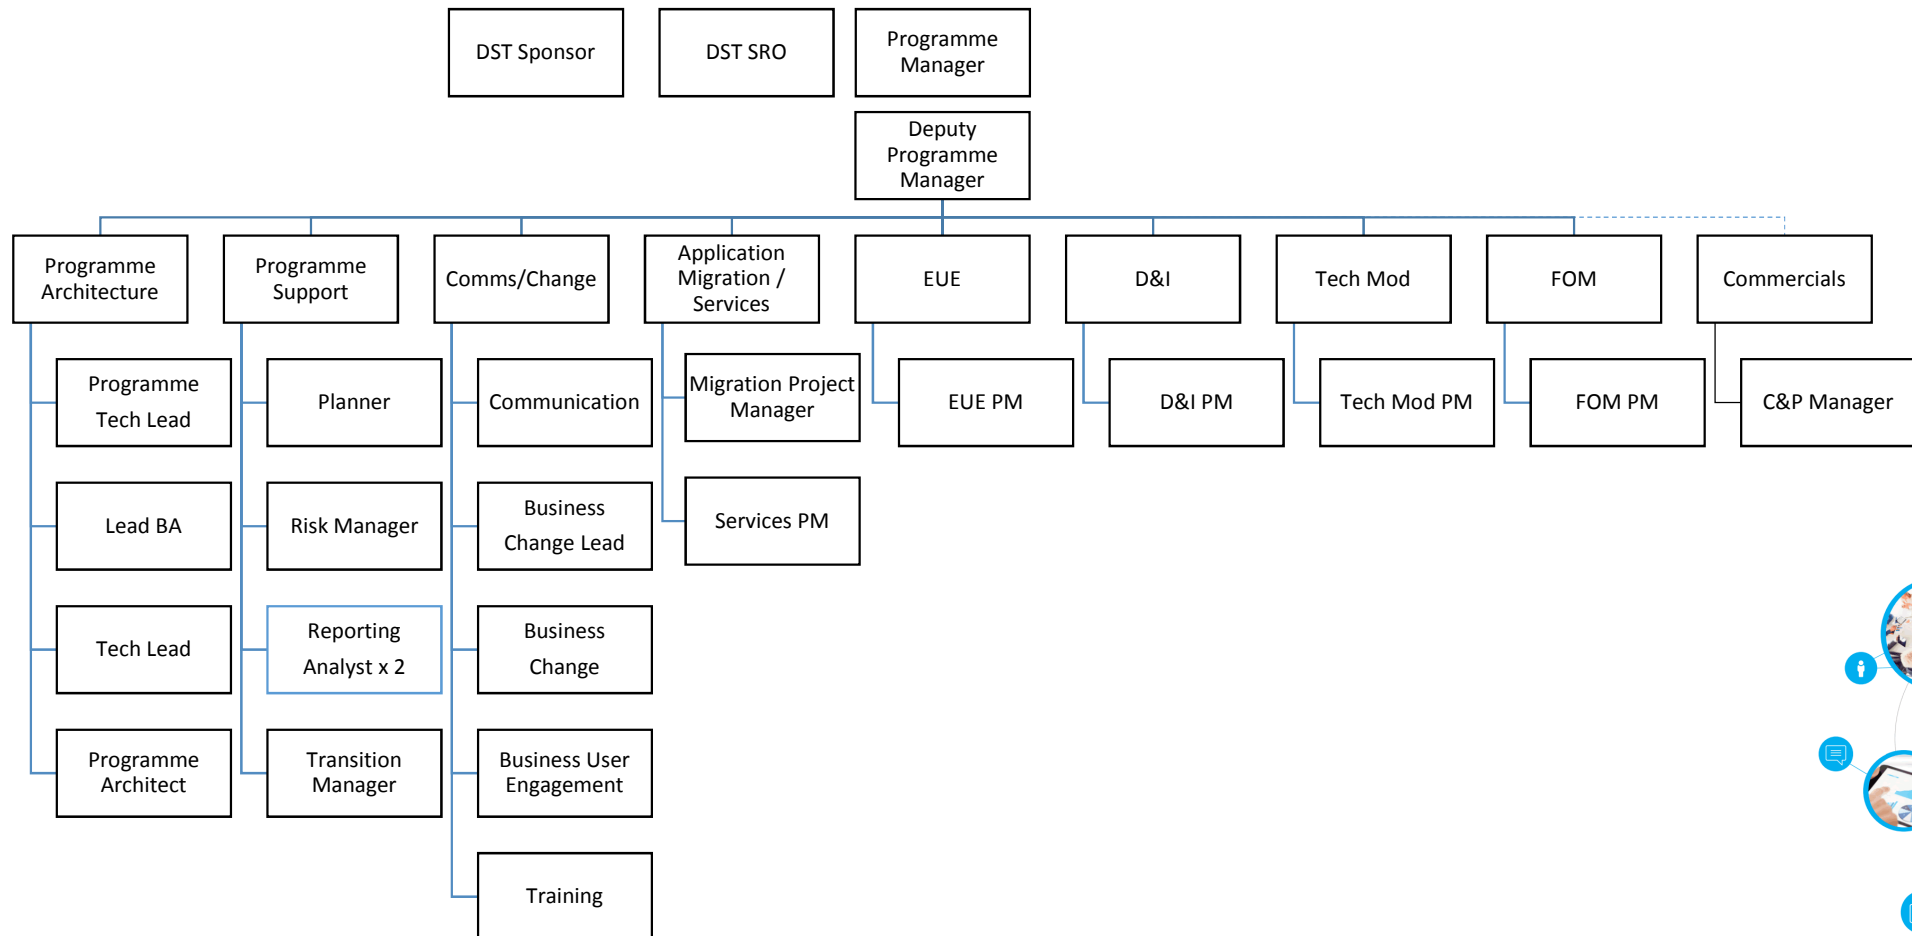 DST Sponsor
DST SRO
Programme
Manager
Deputy
Programme
Manager
Programme
Architecture
Programme
Support
Comms/Change
Application
Migration /
Services
EUE
D&I
Tech Mod
FOM
Commercials
Programme
Tech Lead
Lead BA
Tech Lead
Programme
Architect
Planner
Risk Manager
Reporting
Analyst x 2
Transition
Manager
Communication
Business
Change Lead
Business
Change
Business User
Engagement
Training
Migration Project
Manager
Services PM
EUE PM
D&I PM
Tech Mod PM
FOM PM
C&P Manager